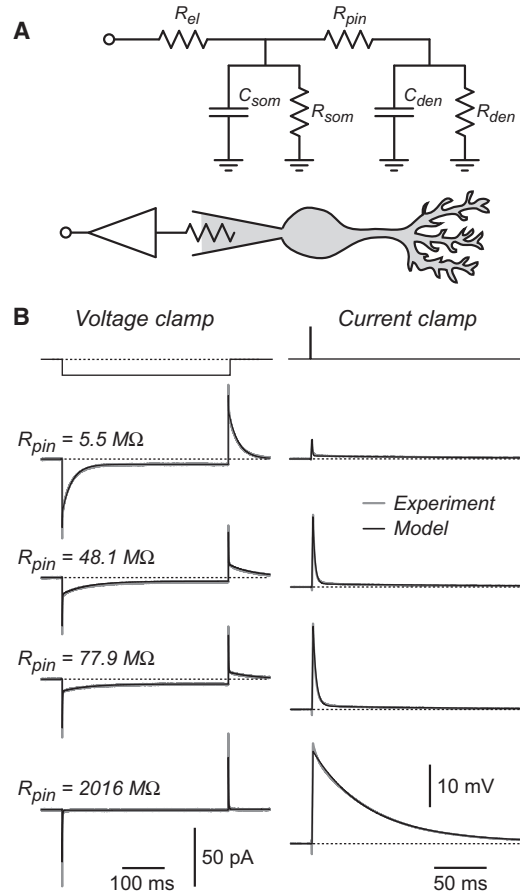 A
R_el
R_pin
C_som
R_som
C_den
R_den
B
Voltage clamp
Current clamp
R_pin = 5.5 MΩ
Experiment
Model
R_pin = 48.1 MΩ
R_pin = 77.9 MΩ
R_pin = 2016 MΩ
10 mV
50 pA
100 ms
50 ms